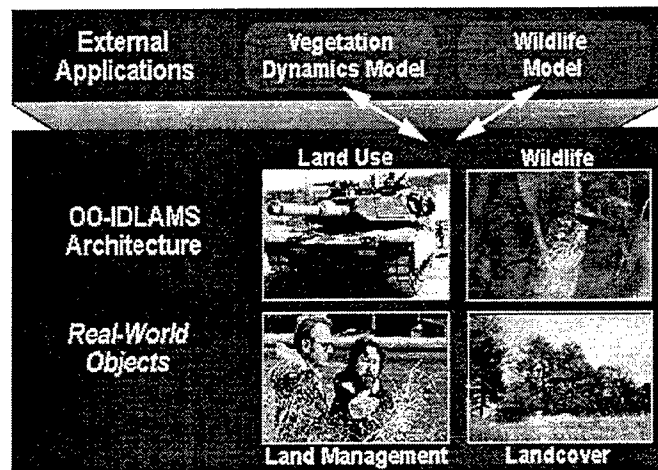 External
Applications
Vegetation
Dynamics Model
Wildlife
Model
Land Use
Wildlife
OO-IDLAMS
Architecture
Real-World
Objects
Land Management
Landcover